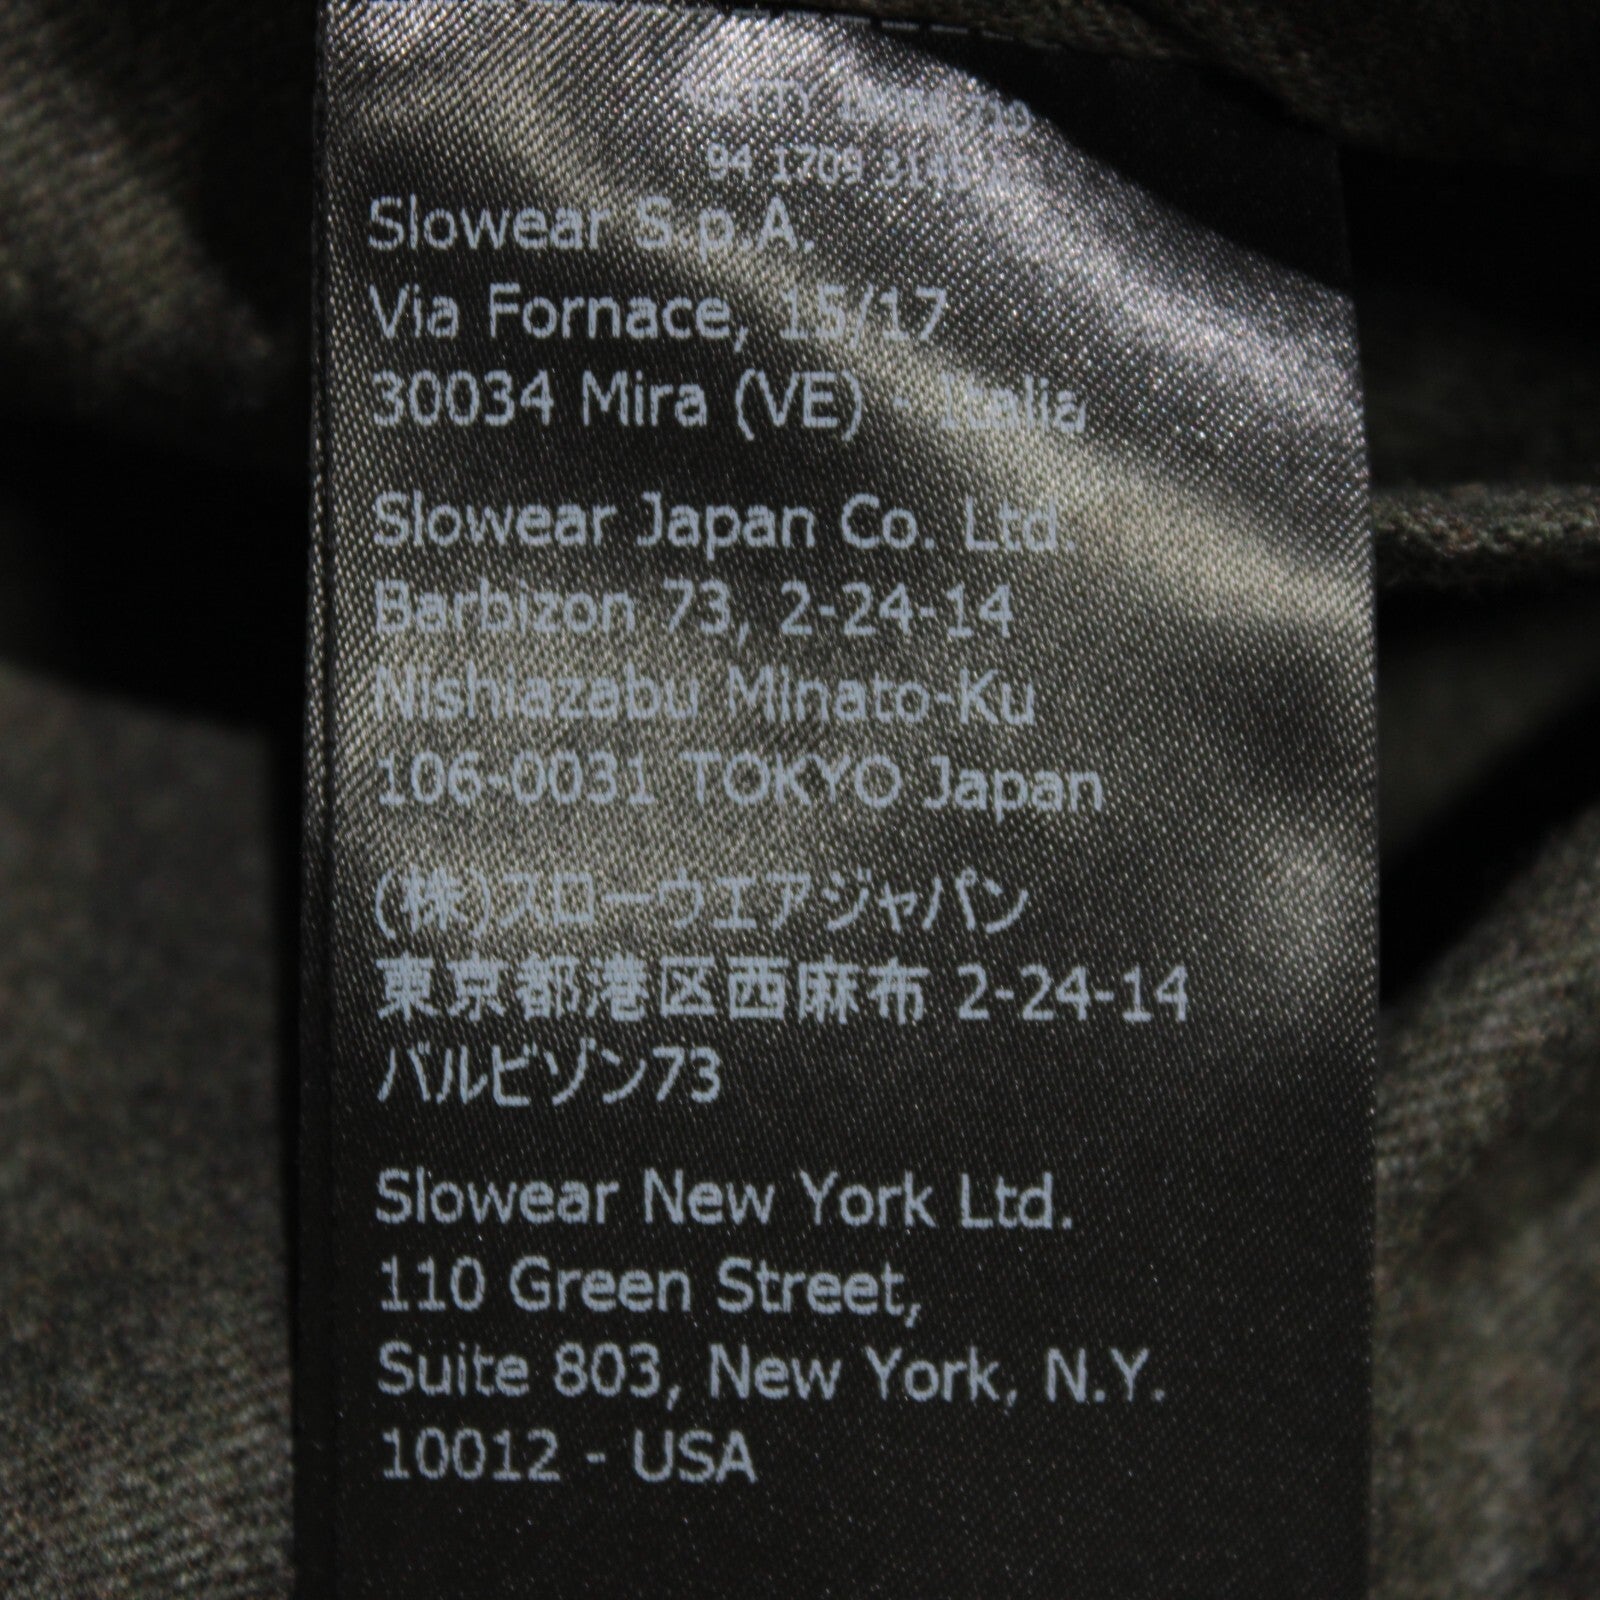 94 1709
Slowear S.p.A.
Via Fornace, 15/17
30034 Mira (VE) - Italia
Slowear Japan Co. Ltd.
Barbizon 73, 2-24-14
Nishiazabu Minato-Ku
106-0031 TOKYO Japan
(株)スローウエアジャパン
東京都港区西麻布 2-24-14
バルビゾン73
Slowear New York Ltd.
110 Green Street,
Suite 803, New York, N.Y.
10012 - USA